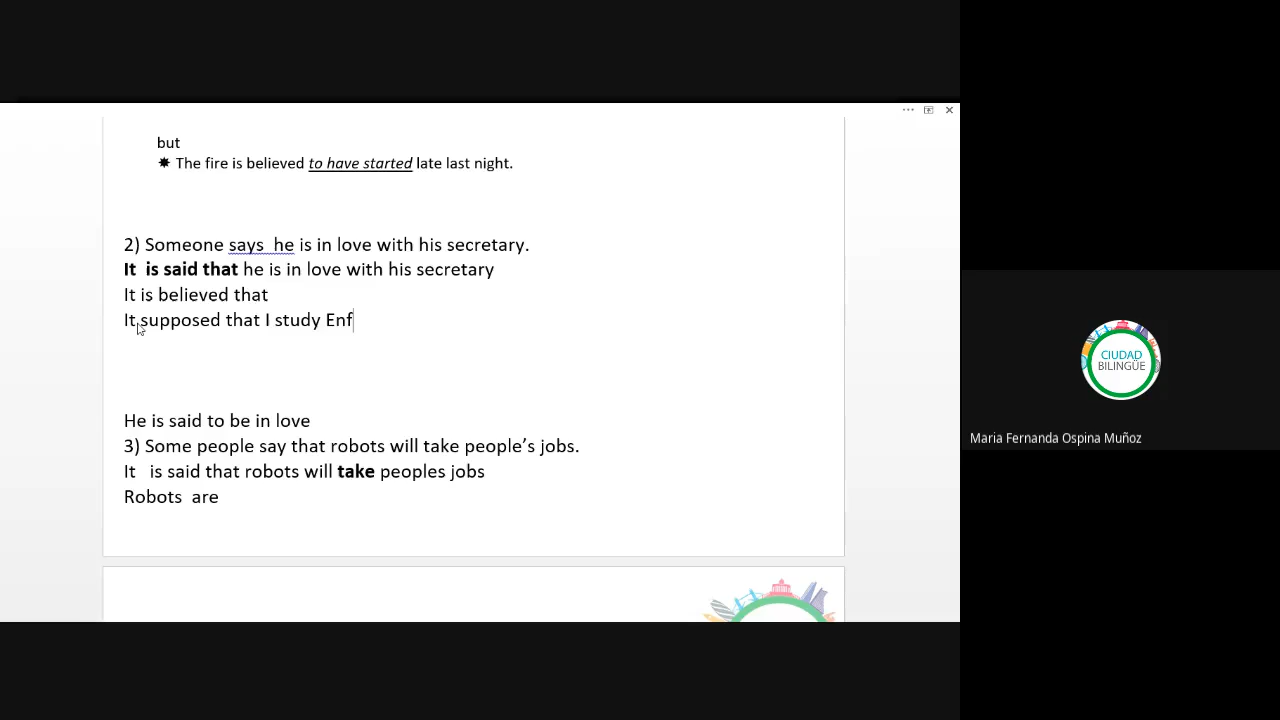 but
✸ The fire is believed to have started late last night.
2) Someone says  he is in love with his secretary.
It  is said that he is in love with his secretary
It is believed that
It supposed that I study Enf
He is said to be in love
3) Some people say that robots will take people’s jobs.
It   is said that robots will take peoples jobs
Robots  are
CIUDAD
BILINGÜE
Maria Fernanda Ospina Muñoz